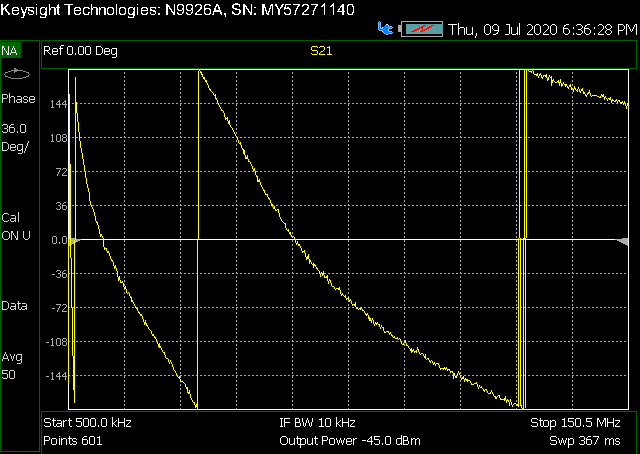 Keysight Technologies: N9926A, SN: MY57271140
Thu, 09 Jul 2020 6:36:28 PM
NA
Ref 0.00 Deg
S21
Phase
36.0
Deg/
Cal
ON U
Data
Avg
50
144
108
72
36
0.0
-36
-72
-108
-144
Start 500.0 kHz
IF BW 10 kHz
Stop 150.5 MHz
Points 601
Output Power -45.0 dBm
Swp 367 ms